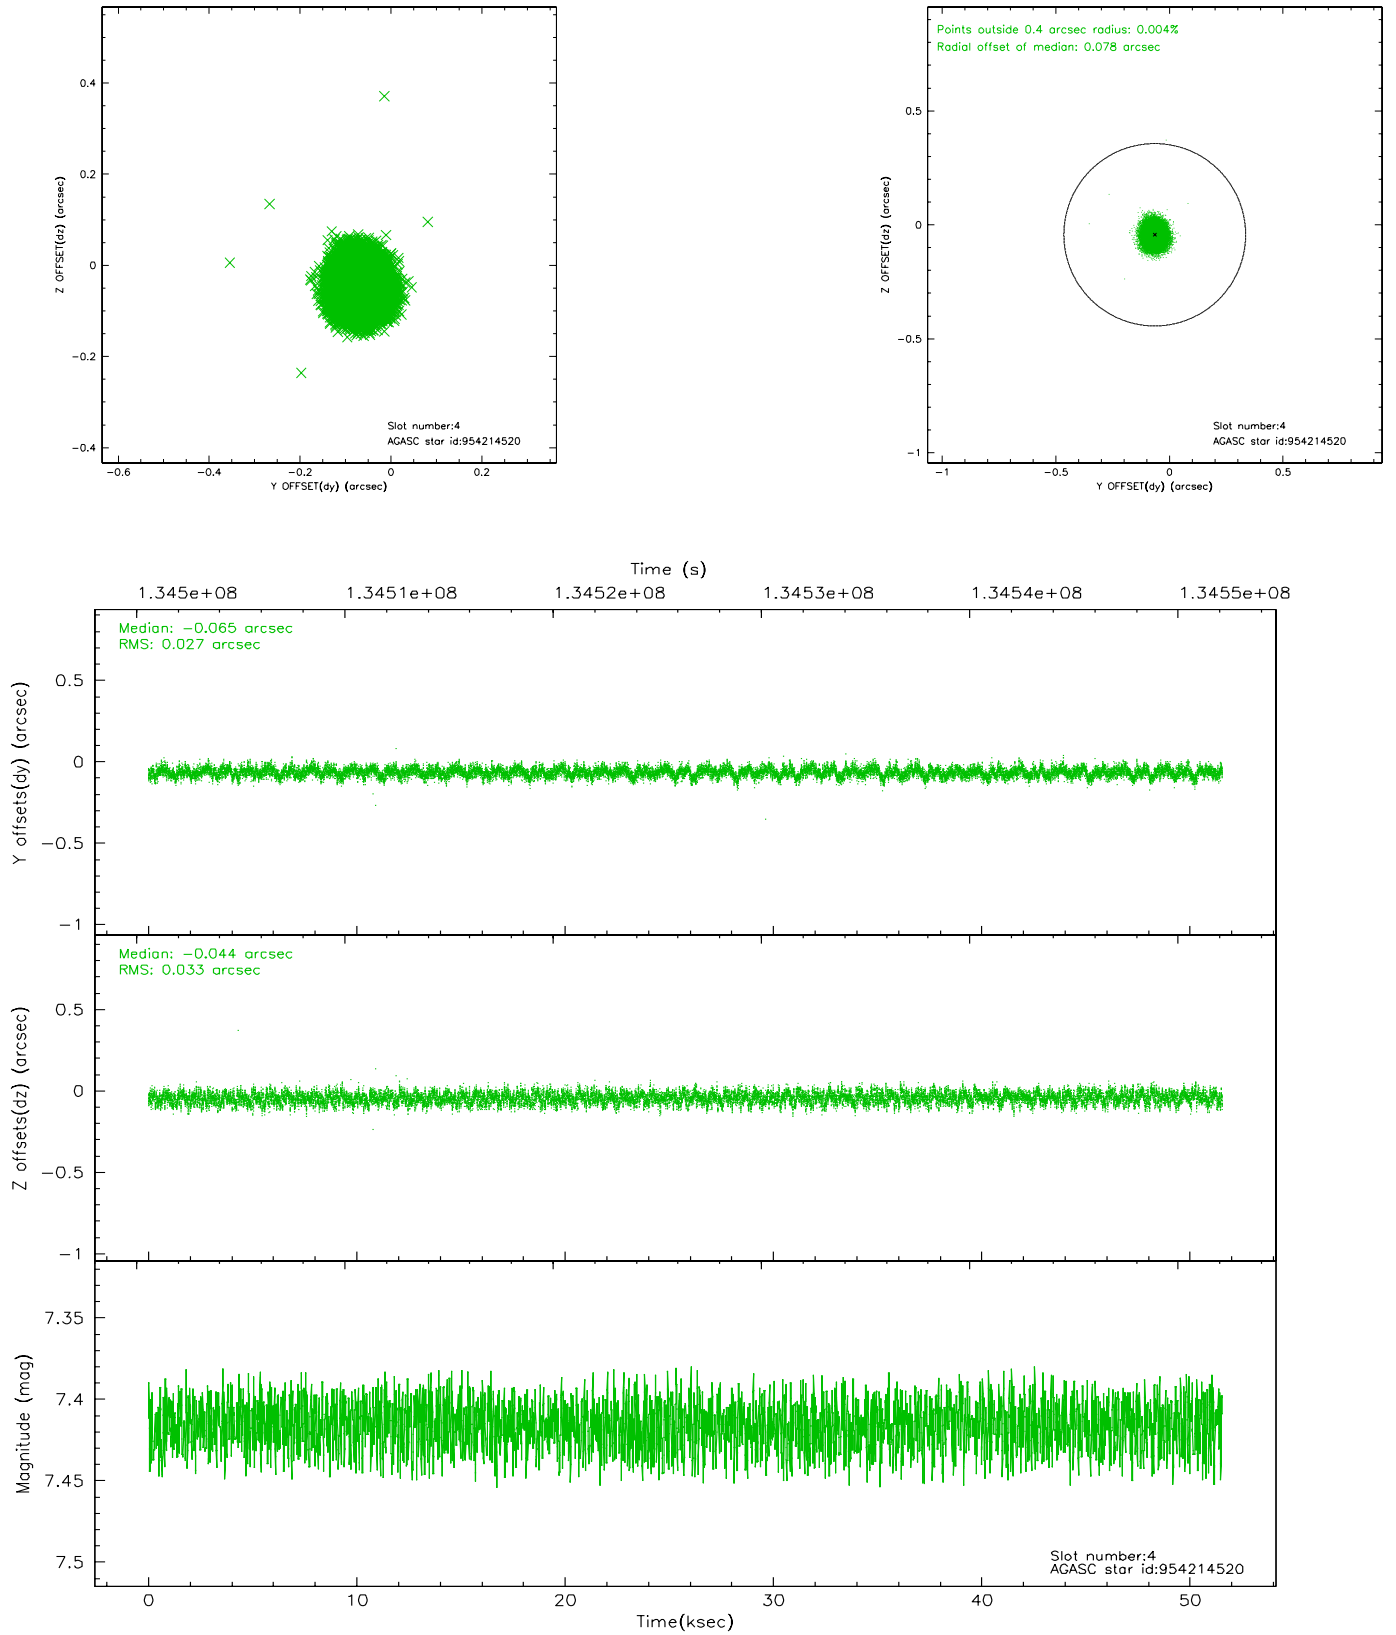 0.4
0.2
0
-0.2
-0.4
Z OFFSET(dz) (arcsec)
Slot number:4
AGASC star id:954214520
-0.6 -0.4 -0.2 0 0.2
Y OFFSET(dy) (arcsec)
Points outside 0.4 arcsec radius: 0.004%
Radial offset of median: 0.078 arcsec
0.5
0
-0.5
-1
Z OFFSET(dz) (arcsec)
Slot number:4
AGASC star id:954214520
-1 -0.5 0 0.5
Y OFFSET(dy) (arcsec)
Time (s)
1.345e+08 1.3451e+08 1.3452e+08 1.3453e+08 1.3454e+08 1.3455e+08
Median: -0.065 arcsec
RMS: 0.027 arcsec
0.5
0
-0.5
-1
Y offsets(dy) (arcsec)
Median: -0.044 arcsec
RMS: 0.033 arcsec
0.5
0
-0.5
-1
Z offsets(dz) (arcsec)
7.35
7.4
7.45
7.5
Magnitude (mag)
Slot number:4
AGASC star id:954214520
0 10 20 30 40 50
Time(ksec)